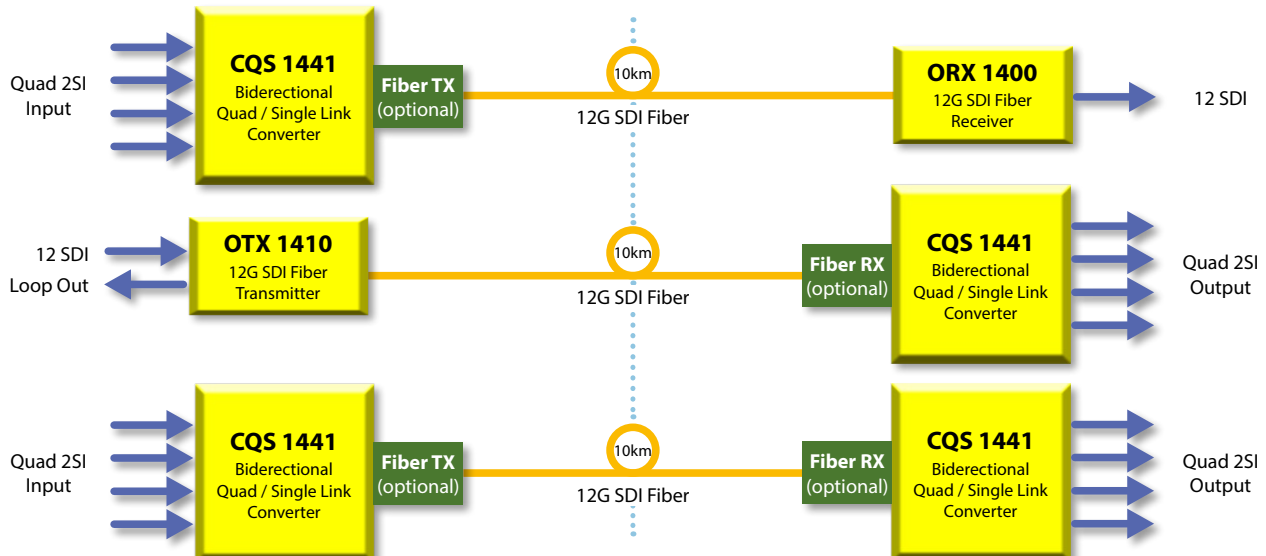 Quad 2SI
Input
CQS 1441
Biderectional
Quad / Single Link
Converter
Fiber TX
(optional)
10km
12G SDI Fiber
ORX 1400
12G SDI Fiber
Receiver
12 SDI
12 SDI
Loop Out
OTX 1410
12G SDI Fiber
Transmitter
10km
12G SDI Fiber
Fiber RX
(optional)
CQS 1441
Biderectional
Quad / Single Link
Converter
Quad 2SI
Output
Quad 2SI
Input
CQS 1441
Biderectional
Quad / Single Link
Converter
Fiber TX
(optional)
10km
12G SDI Fiber
Fiber RX
(optional)
CQS 1441
Biderectional
Quad / Single Link
Converter
Quad 2SI
Output